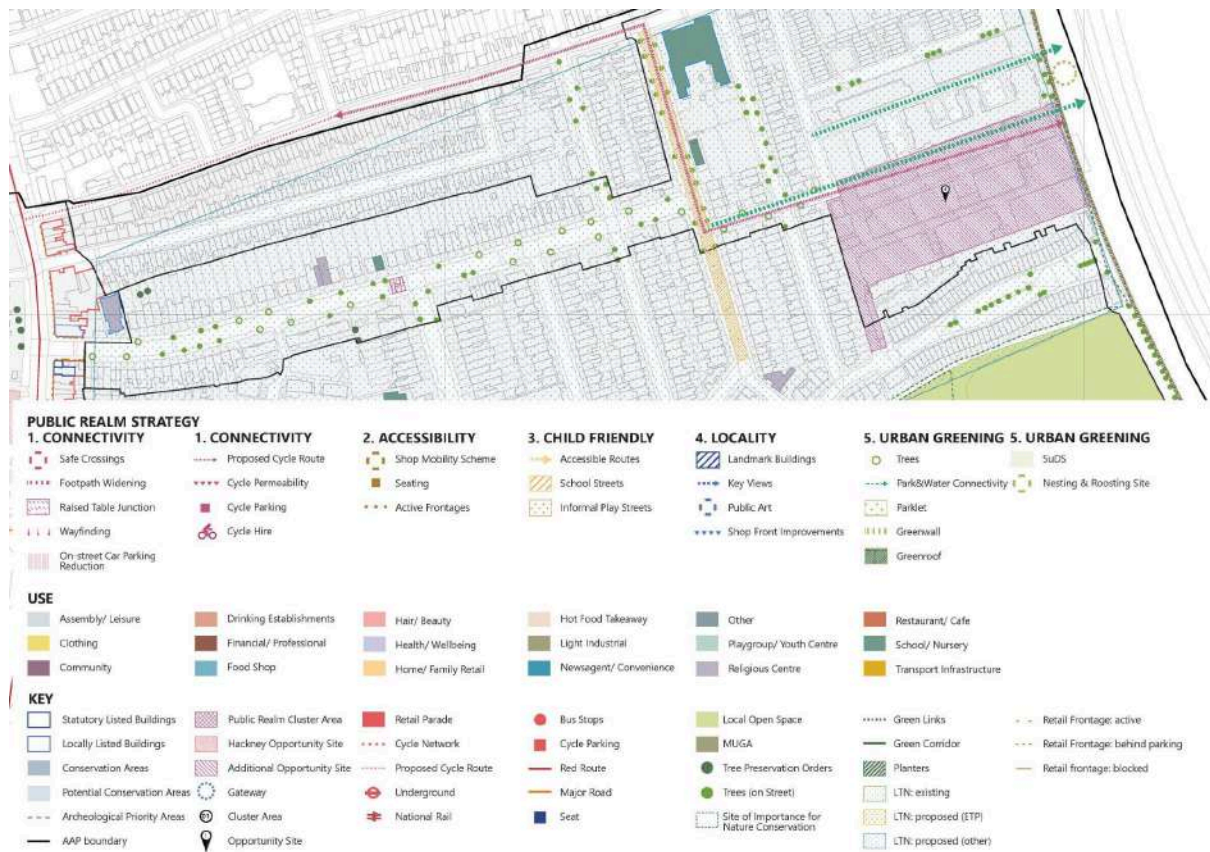 PUBLIC REALM STRATEGY
1. CONNECTIVITY
Safe Crossings
Footpath Widening
Raised Table Junction
Wayfinding
On-street Car Parking
Reduction
1. CONNECTIVITY
Proposed Cycle Route
Cycle Permeability
Cycle Parking
Cycle Hire
2. ACCESSIBILITY
Shop Mobility Scheme
Seating
Active Frontages
3. CHILD FRIENDLY
Accessible Routes
School Streets
Informal Play Streets
4. LOCALITY
Landmark Buildings
Key Views
Public Art
Shop Front Improvements
5. URBAN GREENING
Trees
Park&Water Connectivity
Parklet
Greenwall
Greenroof
5. URBAN GREENING
SuDS
Nesting & Roosting Site
USE
Assembly/ Leisure
Clothing
Community
Drinking Establishments
Financial/ Professional
Food Shop
Hair/ Beauty
Health/ Wellbeing
Home/ Family Retail
Hot Food Takeaway
Light Industrial
Newsagent/ Convenience
Other
Playgroup/ Youth Centre
Religious Centre
Restaurant/ Cafe
School/ Nursery
Transport Infrastructure
KEY
Statutory Listed Buildings
Locally Listed Buildings
Conservation Areas
Potential Conservation Areas
Archeological Priority Areas
AAP boundary
Public Realm Cluster Area
Hackney Opportunity Site
Additional Opportunity Site
Gateway
Cluster Area
Opportunity Site
Retail Parade
Cycle Network
Proposed Cycle Route
Underground
National Rail
Bus Stops
Cycle Parking
Red Route
Major Road
Seat
Local Open Space
MUGA
Tree Preservation Orders
Trees (on Street)
Site of Importance for
Nature Conservation
Green Links
Green Corridor
Planters
LTN: existing
LTN: proposed (ETP)
LTN: proposed (other)
Retail Frontage: active
Retail Frontage: behind parking
Retail frontage: blocked